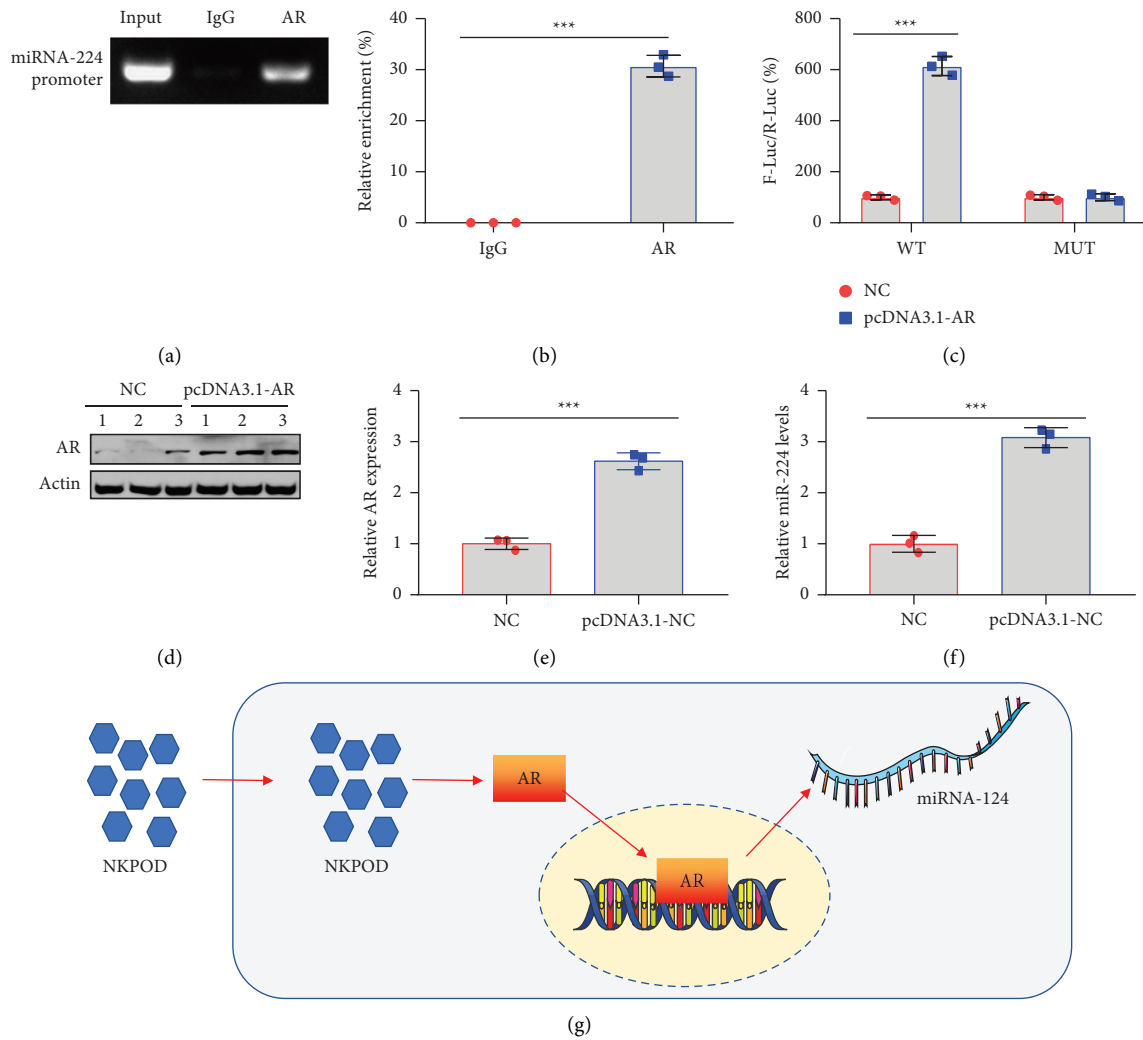 Input IgG AR
miRNA-224
promoter
(a)
Relative enrichment (%)
40
30
20
10
0
***
IgG AR
(b)
F-Luc/R-Luc (%)
800
600
400
200
0
***
WT MUT
NC
pcDNA3.1-AR
(c)
NC pcDNA3.1-AR
1 2 3 1 2 3
AR
Actin
(d)
Relative AR expression
4
3
2
1
0
***
NC pcDNA3.1-NC
(e)
Relative miR-224 levels
4
3
2
1
0
***
NC pcDNA3.1-NC
(f)
NKPOD
NKPOD
AR
AR
miRNA-124
(g)